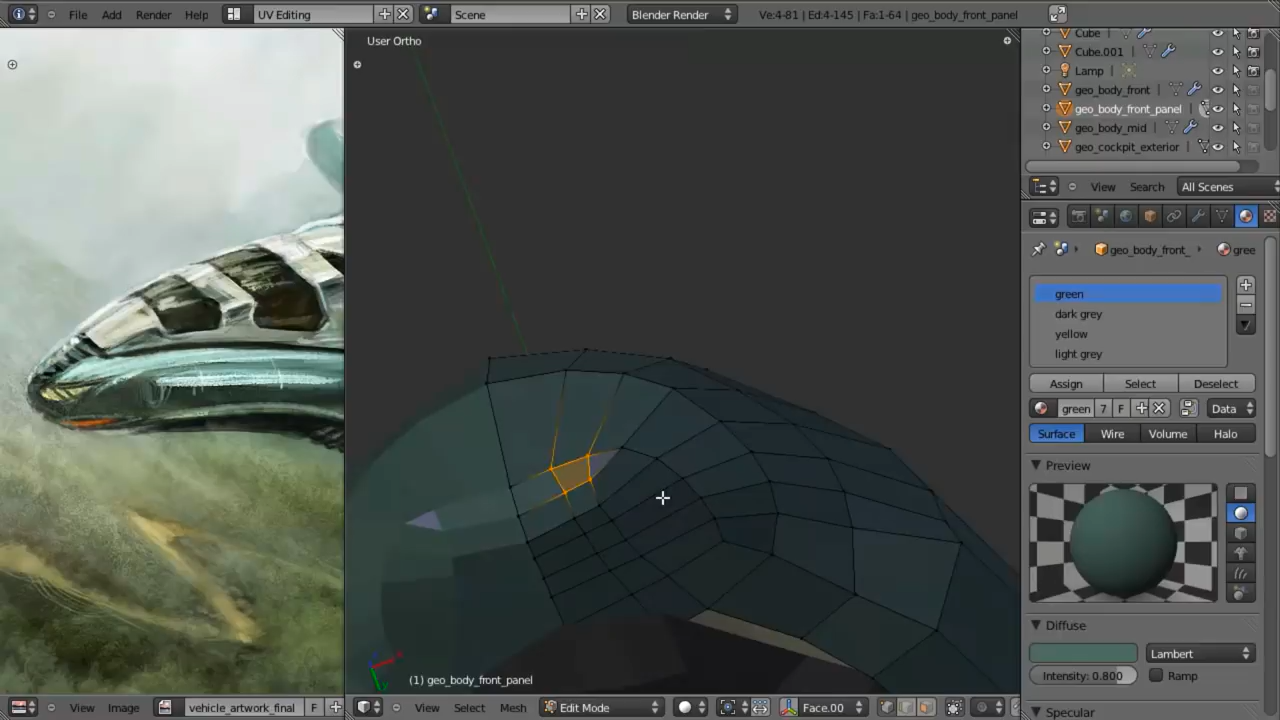 File Add Render Help UV Editing Scene Blender Render Ve:4-81 | Ed:4-145 | Fa:1-64 | geo_body_front_panel
User Ortho
Cube
Cube.001
Lamp
geo_body_front
geo_body_front_panel
geo_body_mid
geo_cockpit_exterior
View Search All Scenes
geo_body_front_ gree
green
dark grey
yellow
light grey
Assign Select Deselect
green 7 F Data
Surface Wire Volume Halo
Preview
Diffuse
Lambert
Intensity: 0.800 Ramp
Specular
(1) geo_body_front_panel
View Image vehicle_artwork_final F View Select Mesh Edit Mode Face.00